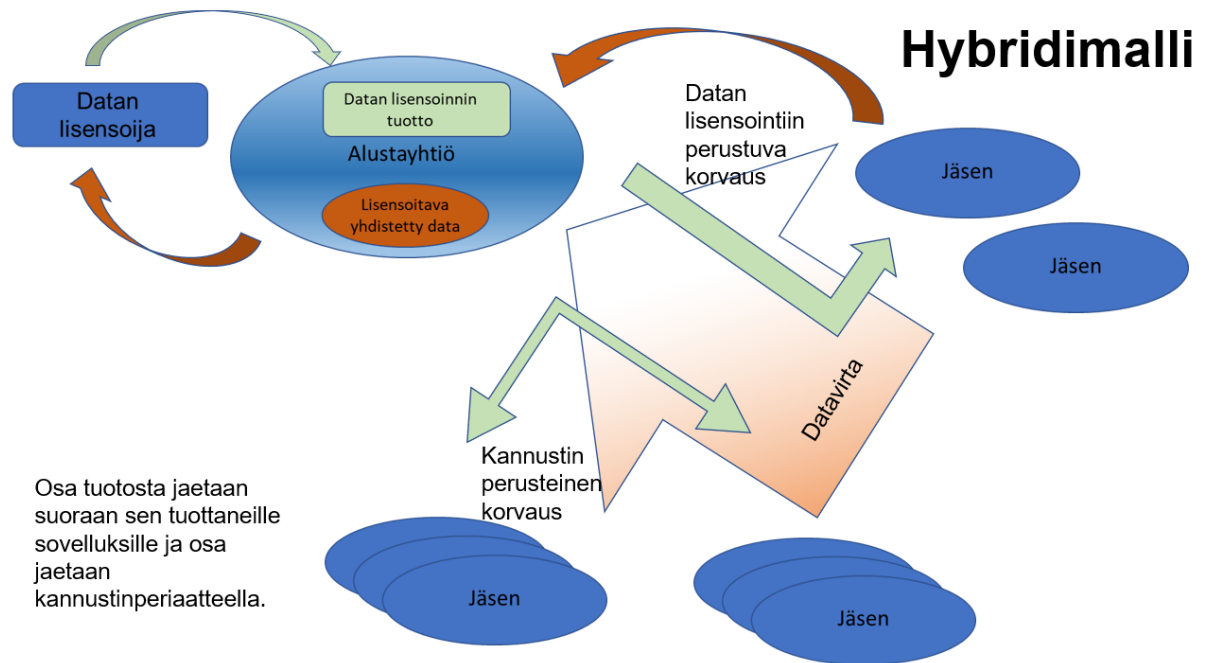 Hybridimalli
Datan
lisensoija
Datan lisensoinnin
tuotto
Alustayhtiö
Lisensoitava
yhdistetty data
Datan
lisensointiin
perustuva
korvaus
Jäsen
Jäsen
Datavirta
Kannustin
perusteinen
korvaus
Osa tuotosta jaetaan
suoraan sen tuottaneille
sovelluksille ja osa
jaetaan
kannustinperiaatteella.
Jäsen
Jäsen